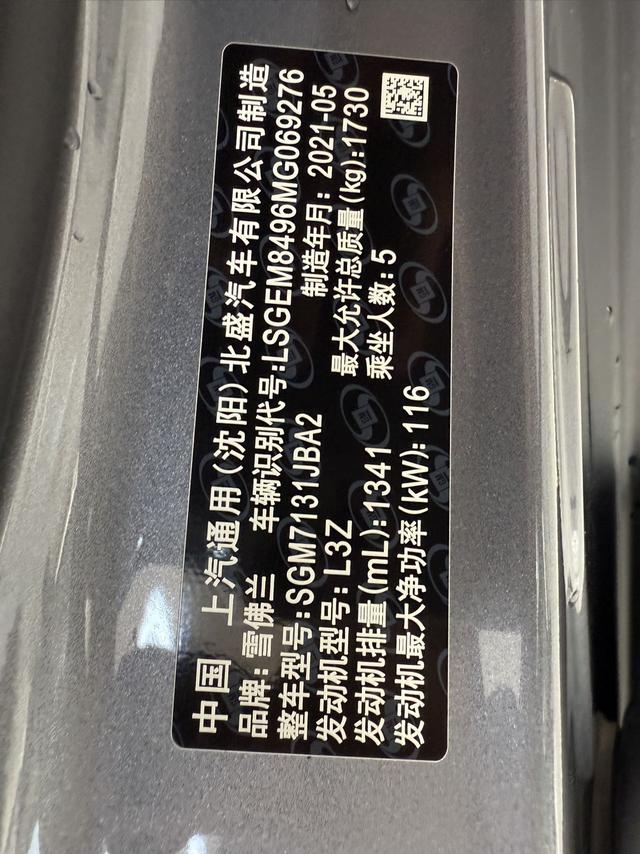 中国 上汽通用(沈阳)北盛汽车有限公司制造
品牌:雪佛兰 车辆识别代号:LSGEM8496MG069276
整车型号:SGM7131JBA2 制造年月:2021-05
发动机型号:L3Z 最大允许总质量(kg):1730
发动机排量(mL):1341 乘坐人数:5
发动机最大净功率(kW):116